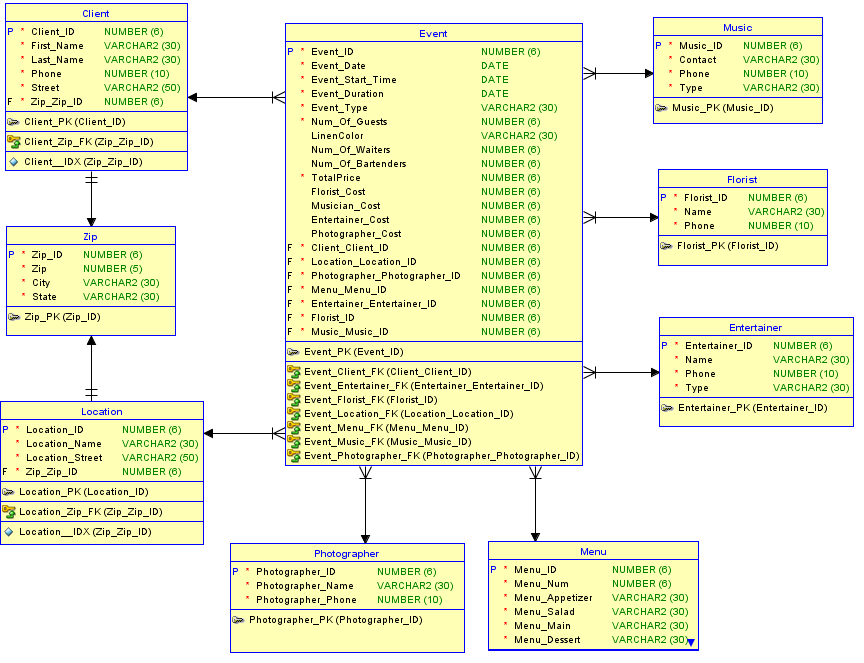 Client
P * Client_ID NUMBER (6)
* First_Name VARCHAR2 (30)
* Last_Name VARCHAR2 (30)
* Phone NUMBER (10)
* Street VARCHAR2 (50)
F * Zip_Zip_ID NUMBER (6)
Client_PK (Client_ID)
Client_Zip_FK (Zip_Zip_ID)
Client__IDX (Zip_Zip_ID)
Zip
P * Zip_ID NUMBER (6)
* Zip NUMBER (5)
* City VARCHAR2 (30)
* State VARCHAR2 (30)
Zip_PK (Zip_ID)
Location
P * Location_ID NUMBER (6)
* Location_Name VARCHAR2 (30)
* Location_Street VARCHAR2 (50)
F * Zip_Zip_ID NUMBER (6)
Location_PK (Location_ID)
Location_Zip_FK (Zip_Zip_ID)
Location__IDX (Zip_Zip_ID)
Event
P * Event_ID NUMBER (6)
* Event_Date DATE
* Event_Start_Time DATE
* Event_Duration DATE
* Event_Type VARCHAR2 (30)
* Num_Of_Guests NUMBER (6)
LinenColor VARCHAR2 (30)
Num_Of_Waiters NUMBER (6)
Num_Of_Bartenders NUMBER (6)
* TotalPrice NUMBER (6)
Florist_Cost NUMBER (6)
Musician_Cost NUMBER (6)
Entertainer_Cost NUMBER (6)
Photographer_Cost NUMBER (6)
F * Client_Client_ID NUMBER (6)
F * Location_Location_ID NUMBER (6)
F * Photographer_Photographer_ID NUMBER (6)
F * Menu_Menu_ID NUMBER (6)
F * Entertainer_Entertainer_ID NUMBER (6)
F * Florist_ID NUMBER (6)
F * Music_Music_ID NUMBER (6)
Event_PK (Event_ID)
Event_Client_FK (Client_Client_ID)
Event_Entertainer_FK (Entertainer_Entertainer_ID)
Event_Florist_FK (Florist_ID)
Event_Location_FK (Location_Location_ID)
Event_Menu_FK (Menu_Menu_ID)
Event_Music_FK (Music_Music_ID)
Event_Photographer_FK (Photographer_Photographer_ID)
Music
P * Music_ID NUMBER (6)
* Contact VARCHAR2 (30)
* Phone NUMBER (10)
* Type VARCHAR2 (30)
Music_PK (Music_ID)
Florist
P * Florist_ID NUMBER (6)
* Name VARCHAR2 (30)
* Phone NUMBER (10)
Florist_PK (Florist_ID)
Entertainer
P * Entertainer_ID NUMBER (6)
* Name VARCHAR2 (30)
* Phone NUMBER (10)
* Type VARCHAR2 (30)
Entertainer_PK (Entertainer_ID)
Photographer
P * Photographer_ID NUMBER (6)
* Photographer_Name VARCHAR2 (30)
* Photographer_Phone NUMBER (10)
Photographer_PK (Photographer_ID)
Menu
P * Menu_ID NUMBER (6)
* Menu_Num NUMBER (6)
* Menu_Appetizer VARCHAR2 (30)
* Menu_Salad VARCHAR2 (30)
* Menu_Main VARCHAR2 (30)
* Menu_Dessert VARCHAR2 (30)